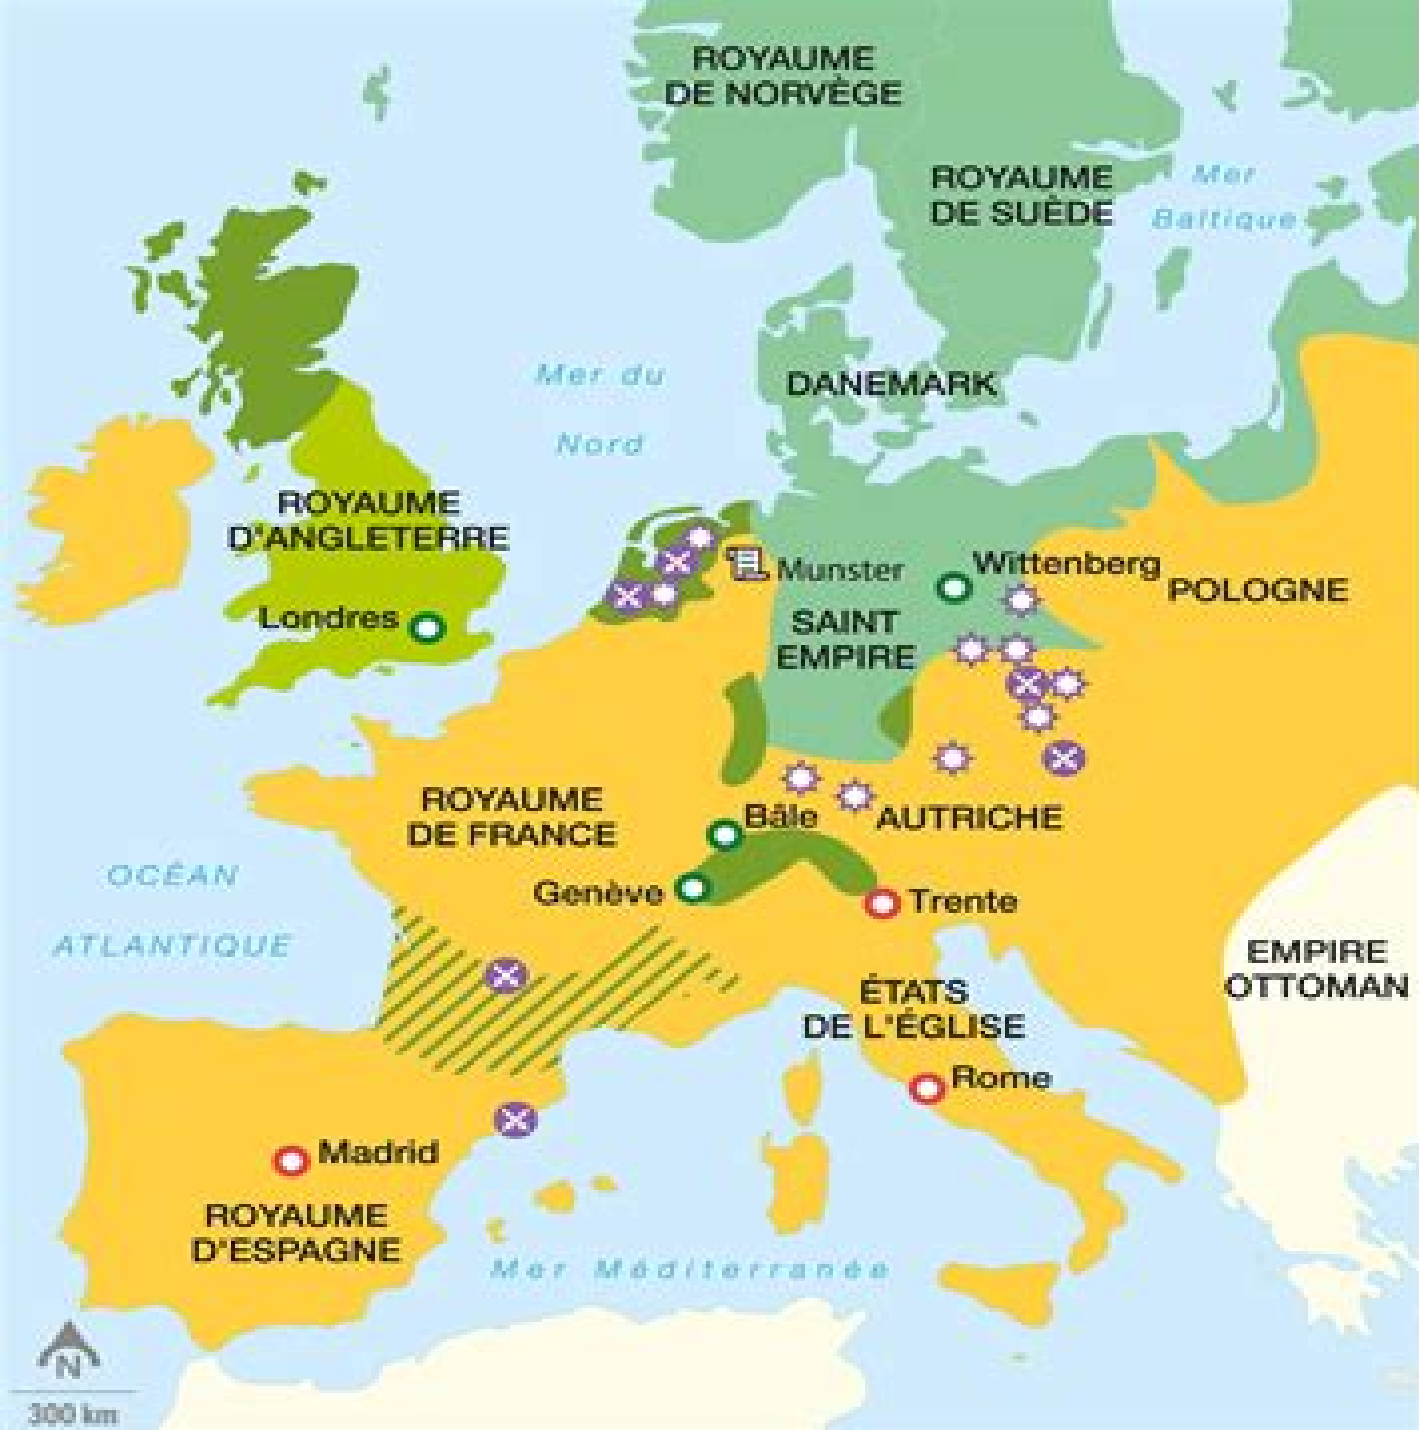 ROYAUME
DE NORVÈGE
ROYAUME
DE SUÈDE
Mer
Baltique
Mer du
Nord
DANEMARK
ROYAUME
D'ANGLETERRE
Londres
Munster
Wittenberg
POLOGNE
SAINT
EMPIRE
ROYAUME
DE FRANCE
Bâle
AUTRICHE
Genève
Trente
OCÉAN
ATLANTIQUE
EMPIRE
OTTOMAN
ÉTATS
DE L'ÉGLISE
Rome
Madrid
ROYAUME
D'ESPAGNE
Mer Méditerranée
N
300 km